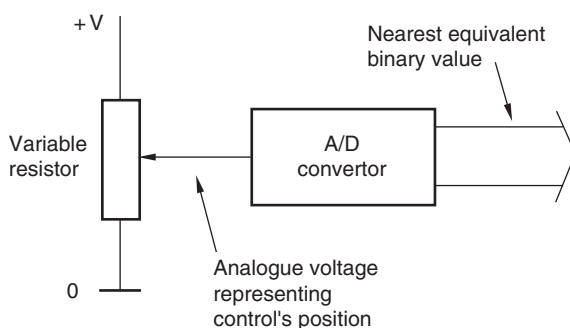 +V
Nearest equivalent
binary value
Variable
resistor
A/D
convertor
0
Analogue voltage
representing
control's position